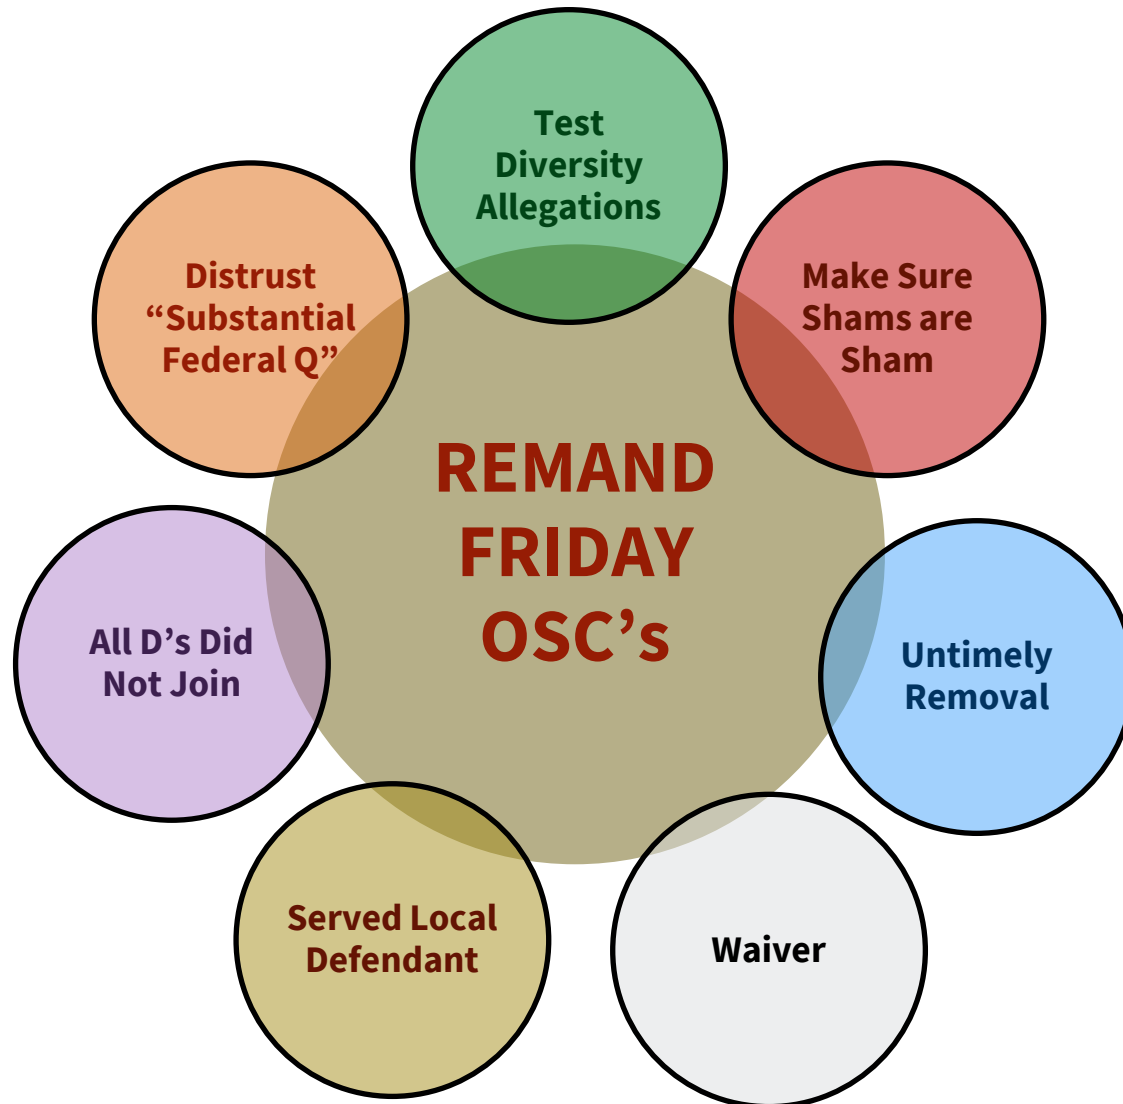 Test
Diversity
Allegations
Distrust
“Substantial
Federal Q”
Make Sure
Shams are
Sham
REMAND
FRIDAY
OSC’s
All D’s Did
Not Join
Untimely
Removal
Served Local
Defendant
Waiver